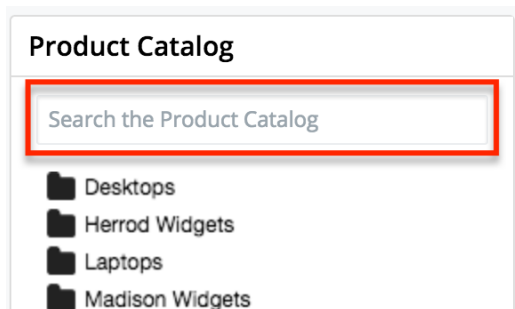 Product Catalog
Search the Product Catalog
Desktops
Herrod Widgets
Laptops
Madison Widgets